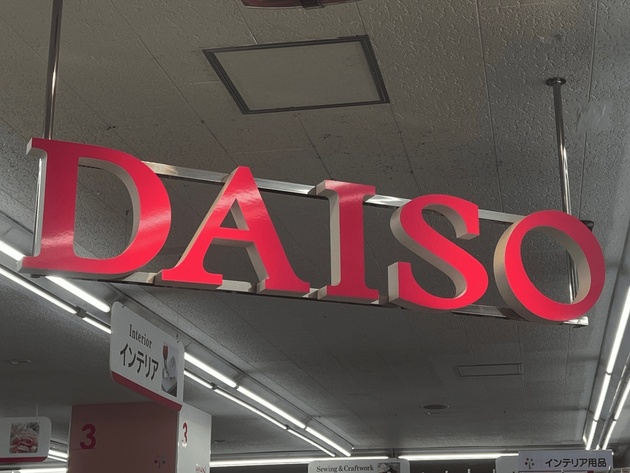 DAISO
Interior
インテリア
3
3
Sewing & Craftwork
インテリア用品